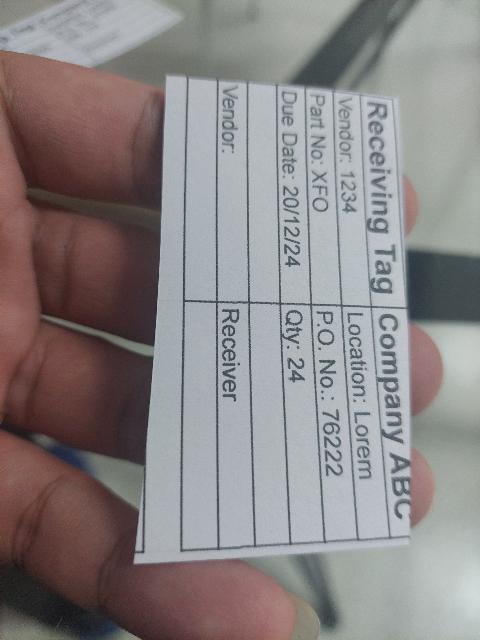 Receiving Tag Company ABC
Vendor: 1234 Location: Lorem
Part No: XFO P.O. No.: 76222
Due Date: 20/12/24 Qty: 24
Vendor: Receiver